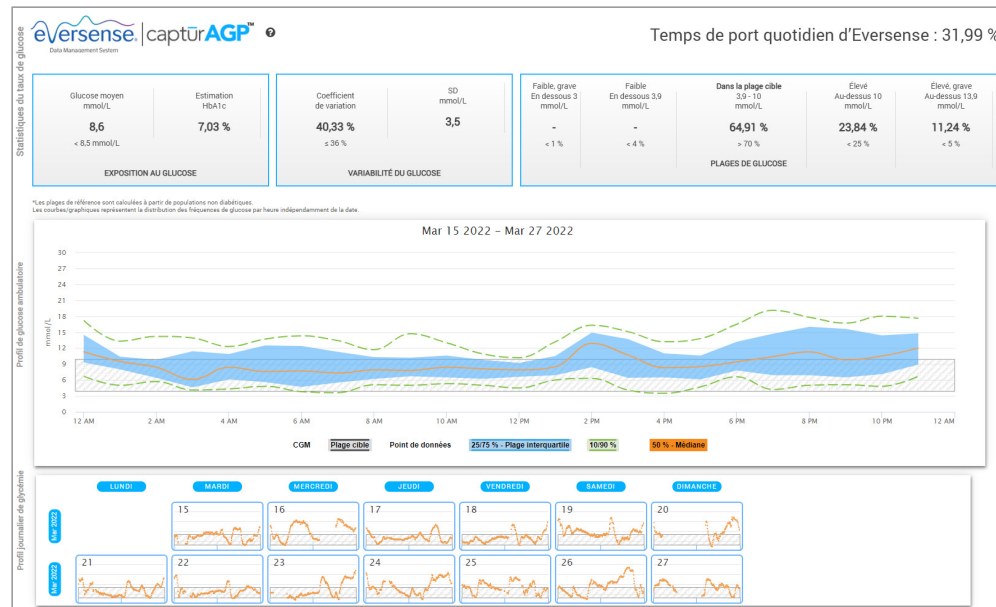 eversense. | captūrAGP™ ?
Data Management System
Temps de port quotidien d'Eversense : 31,99 %
Statistiques du taux de glucose
Glucose moyen
mmol/L
8,6
< 8,5 mmol/L
Estimation
HbA1c
7,03 %
EXPOSITION AU GLUCOSE
Coefficient
de variation
40,33 %
≤ 36 %
SD
mmol/L
3,5
VARIABILITÉ DU GLUCOSE
Faible, grave
En dessous 3
mmol/L
-
< 1 %
Faible
En dessous 3,9
mmol/L
-
< 4 %
Dans la plage cible
3,9 - 10
mmol/L
64,91 %
> 70 %
Élevé
Au-dessus 10
mmol/L
23,84 %
< 25 %
Élevé, grave
Au-dessus 13,9
mmol/L
11,24 %
< 5 %
PLAGES DE GLUCOSE
*Les plages de référence sont calculées à partir de populations non diabétiques.
Les courbes/graphiques représentent la distribution des fréquences de glucose par heure indépendamment de la date.
Profil de glucose ambulatoire
Mar 15 2022 - Mar 27 2022
mmol/L
30
27
24
21
18
15
12
9
6
3
0
12 AM 2 AM 4 AM 6 AM 8 AM 10 AM 12 PM 2 PM 4 PM 6 PM 8 PM 10 PM 12 AM
CGM Plage cible Point de données 25/75 % - Plage interquartile 10/90 % 50 % - Médiane
Profil journalier de glycémie
LUNDI MARDI MERCREDI JEUDI VENDREDI SAMEDI DIMANCHE
Mar 2022
15 16 17 18 19 20
Mar 2022
21 22 23 24 25 26 27